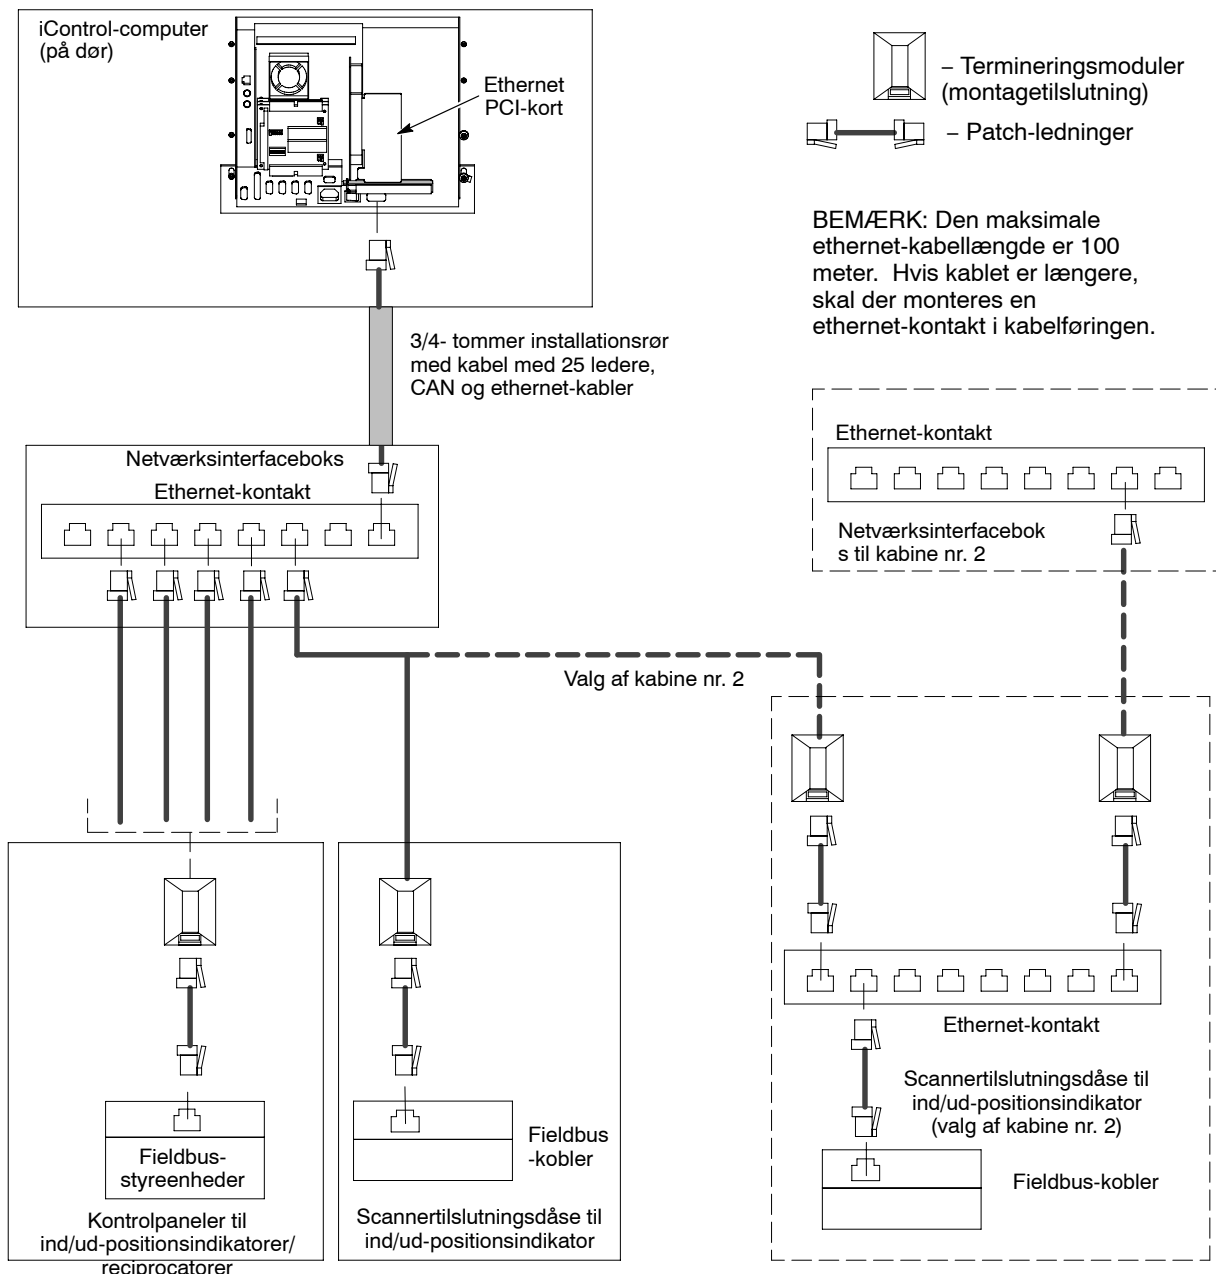 iControl-computer
(på dør)
Ethernet
PCI-kort
– Termineringsmoduler
(montagetilslutning)
– Patch-ledninger
BEMÆRK: Den maksimale
ethernet-kabellængde er 100
meter.  Hvis kablet er længere,
skal der monteres en
ethernet-kontakt i kabelføringen.
3/4- tommer installationsrør
med kabel med 25 ledere,
CAN og ethernet-kabler
Netværksinterfaceboks
Ethernet-kontakt
Ethernet-kontakt
Netværksinterfacebok
s til kabine nr. 2
Valg af kabine nr. 2
Fieldbus-
styreenheder
Kontrolpaneler til
ind/ud-positionsindikatorer/
reciprocatorer
Fieldbus
-kobler
Scannertilslutningsdåse til
ind/ud-positionsindikator
Ethernet-kontakt
Scannertilslutningsdåse til
ind/ud-positionsindikator
(valg af kabine nr. 2)
Fieldbus-kobler